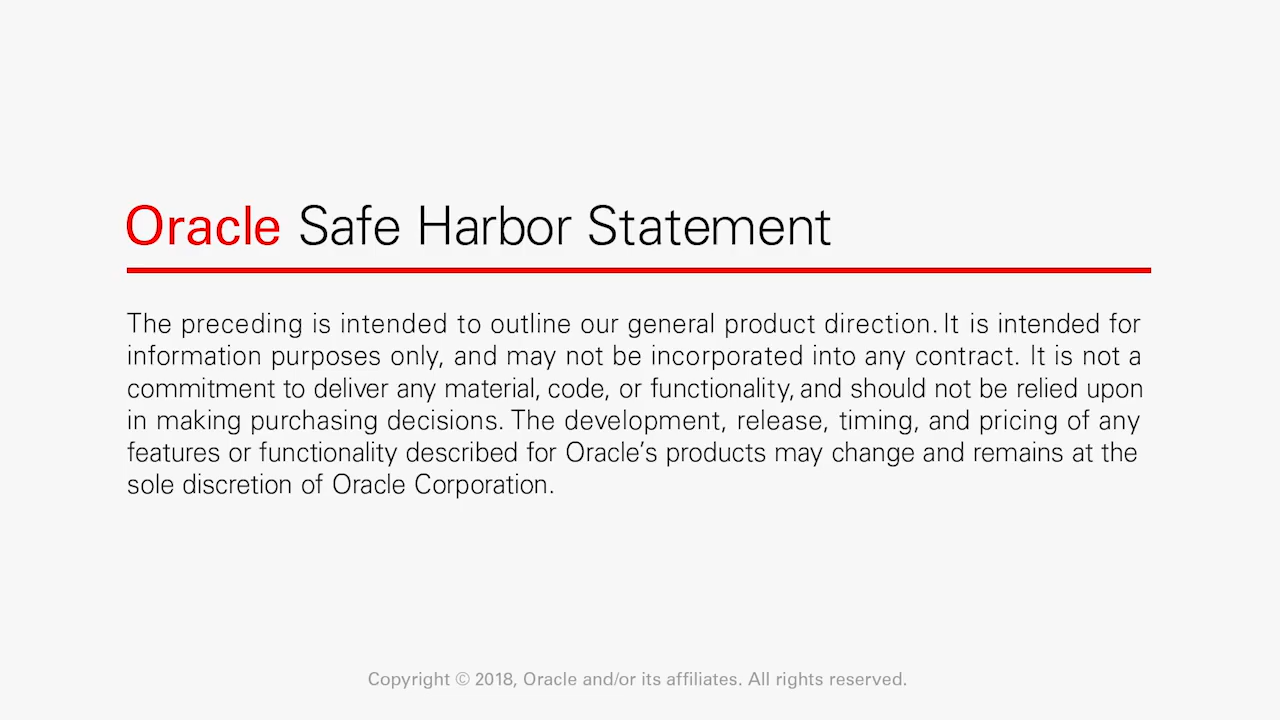 Oracle Safe Harbor Statement
The preceding is intended to outline our general product direction. It is intended for
information purposes only, and may not be incorporated into any contract. It is not a
commitment to deliver any material, code, or functionality, and should not be relied upon
in making purchasing decisions. The development, release, timing, and pricing of any
features or functionality described for Oracle’s products may change and remains at the
sole discretion of Oracle Corporation.
Copyright © 2018, Oracle and/or its affiliates. All rights reserved.